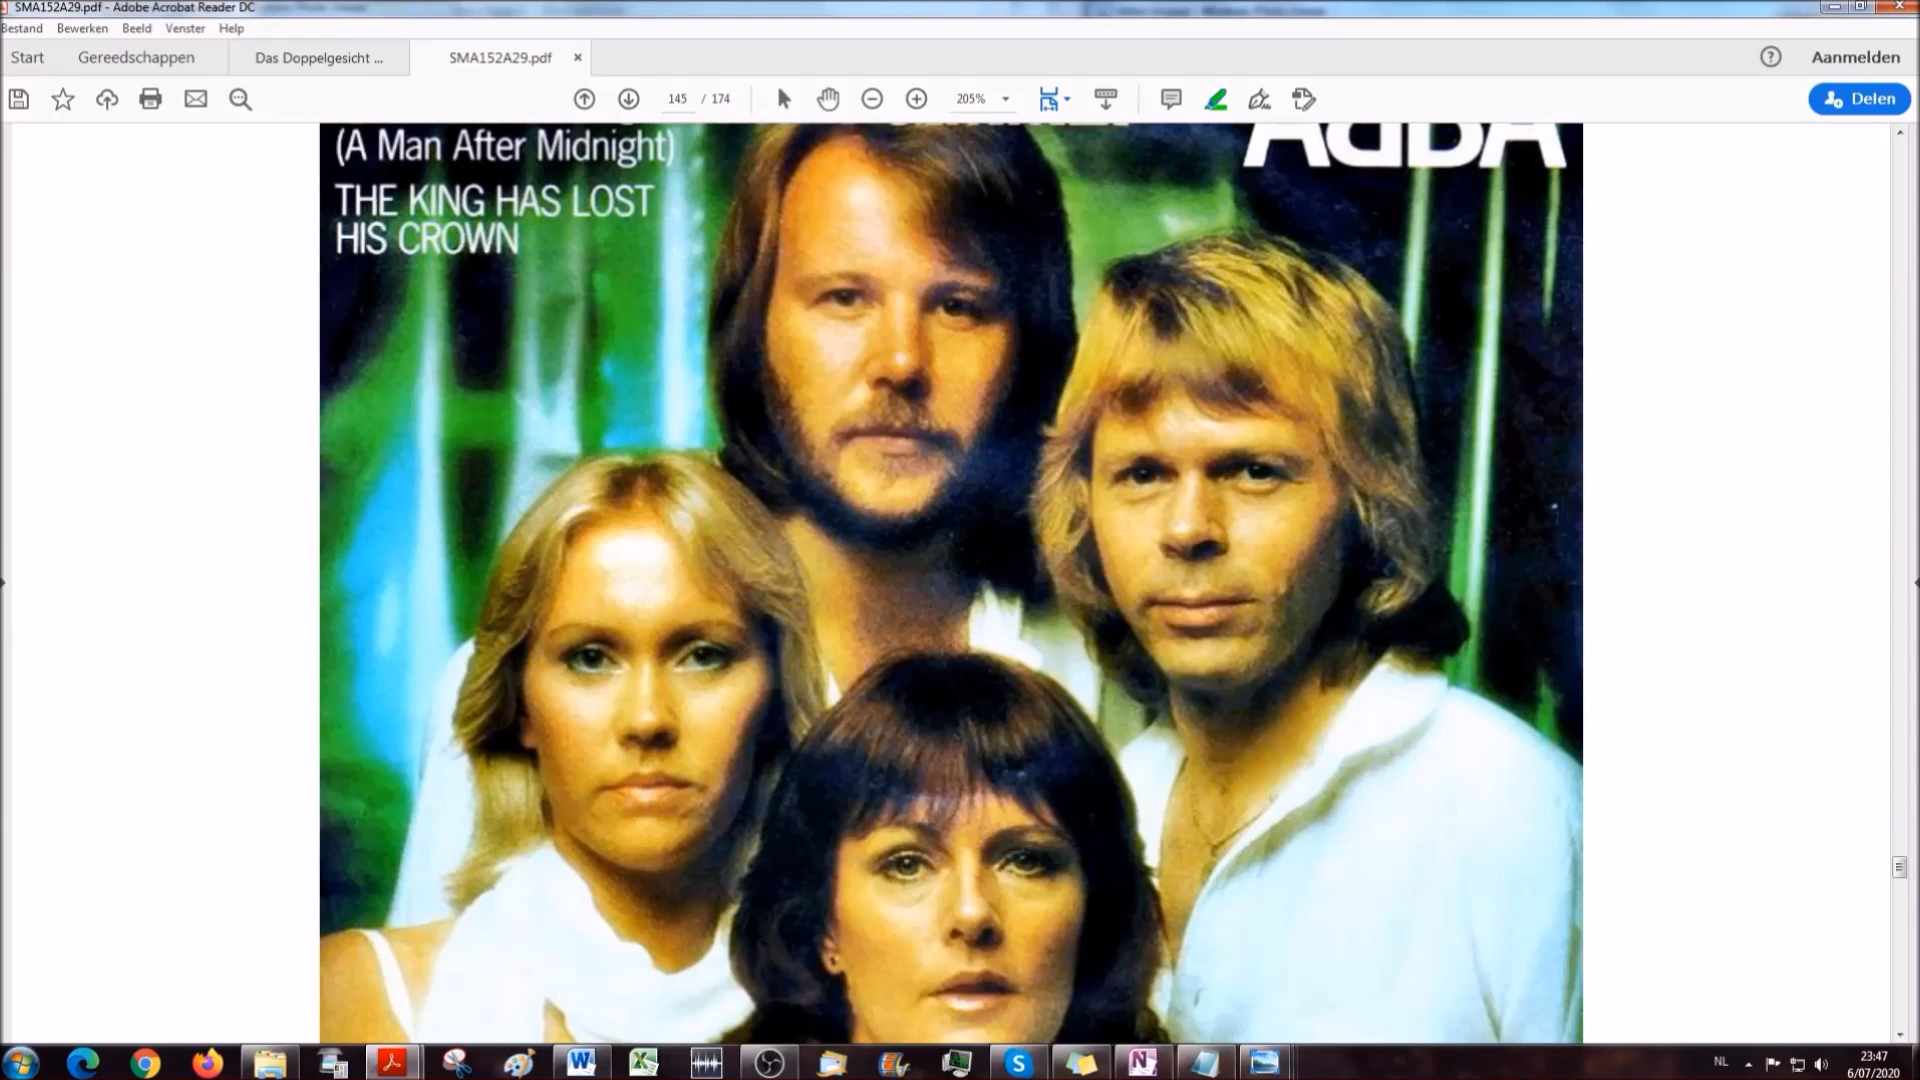 SMA152A29.pdf - Adobe Acrobat Reader DC
Bestand Bewerken Beeld Venster Help
Start Gereedschappen Das Doppelgesicht ... SMA152A29.pdf × ? Aanmelden
145 / 174 205% Delen
ABBA
(A Man After Midnight)
THE KING HAS LOST
HIS CROWN
NL 23:47
6/07/2020